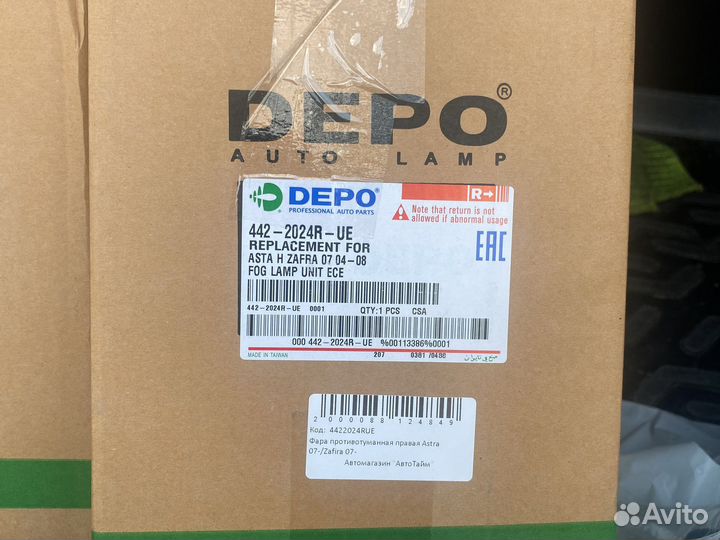 DEPO®
AUTO LAMP
DEPO®
PROFESSIONAL AUTO PARTS
R→
Note that return is not
allowed if abnormal usage
442-2024R-UE
REPLACEMENT FOR
ASTA H ZAFRA 07 04-08
FOG LAMP UNIT ECE
EAC
442-2024R-UE 0001 QTY:1 PCS CSA
000 442-2024R-UE %00113386%0001
MADE IN TAIWAN 207 0381 /0488
2000088124849
Код: 4422024RUE
Фара противотуманная правая Astra
07-/Zafira 07-
Автомагазин "АвтоТайм"
Avito